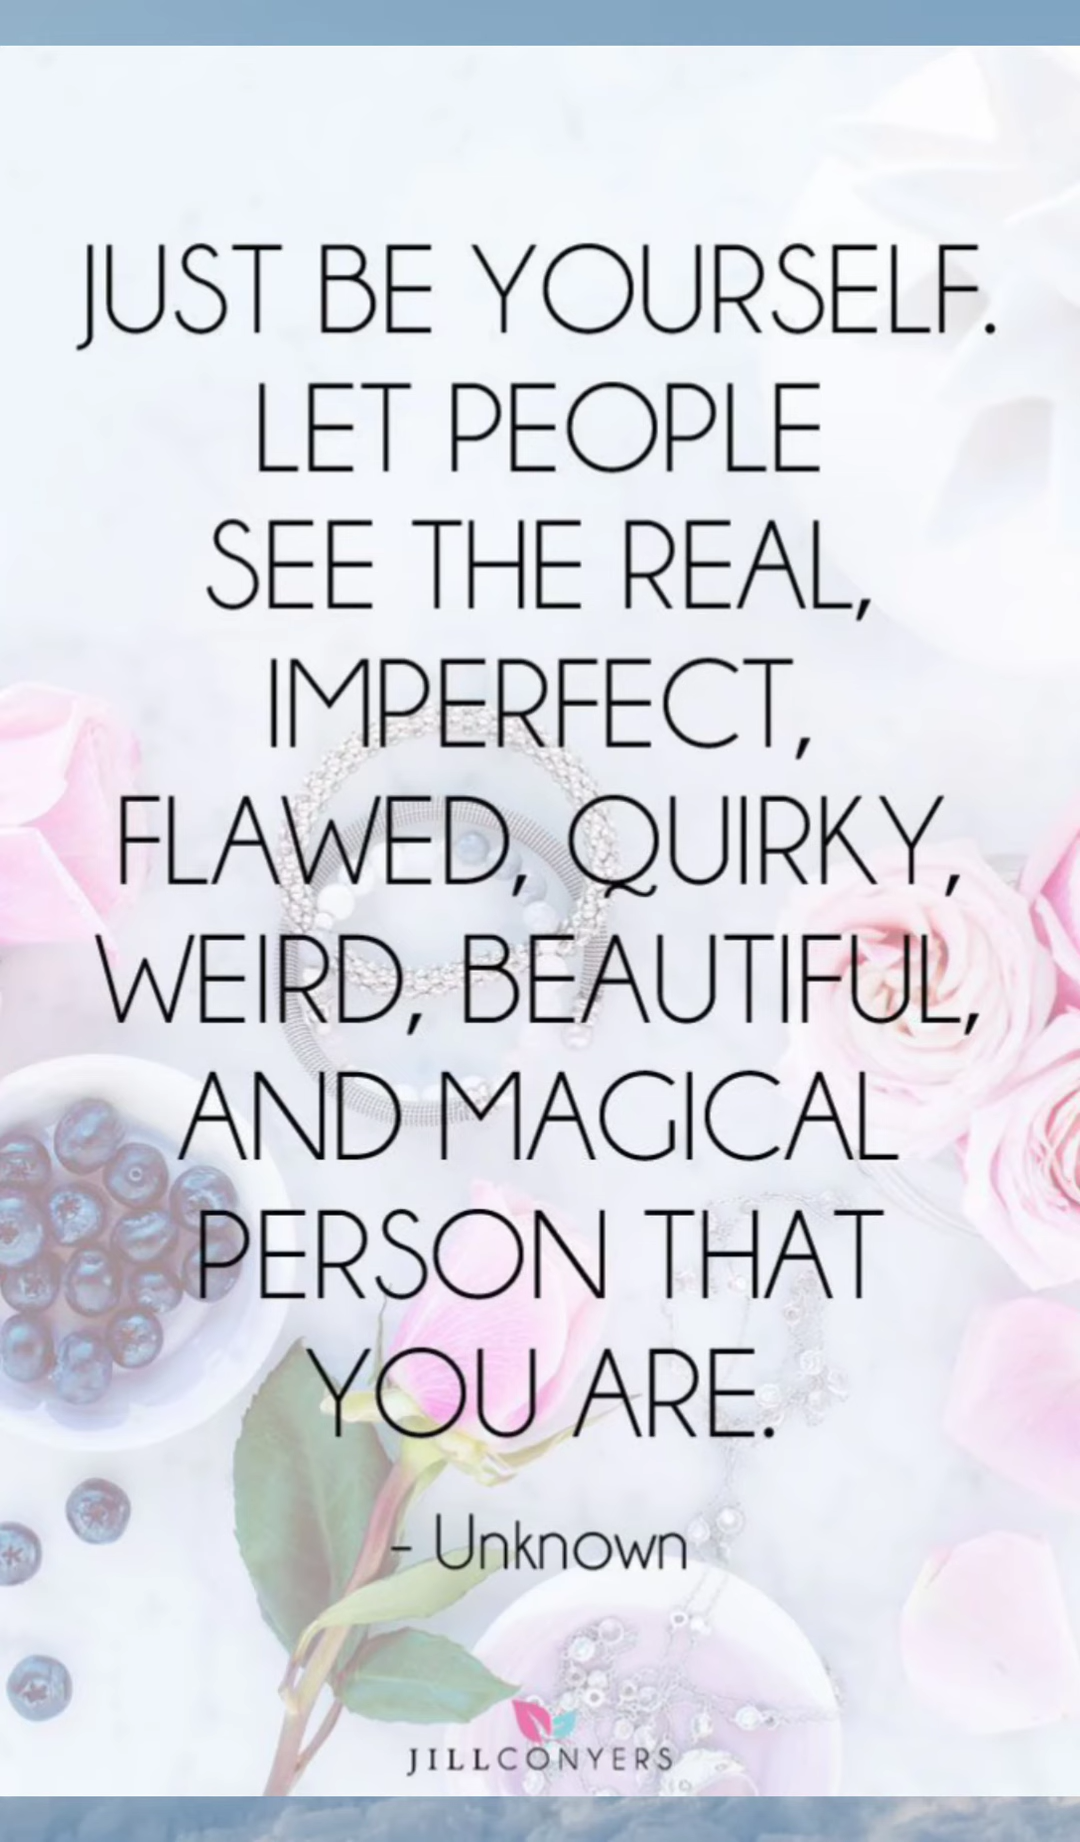 JUST BE YOURSELF.
LET PEOPLE
SEE THE REAL,
IMPERFECT,
FLAWED, QUIRKY,
WEIRD, BEAUTIFUL,
AND MAGICAL
PERSON THAT
YOU ARE.
- Unknown
JILLCONYERS